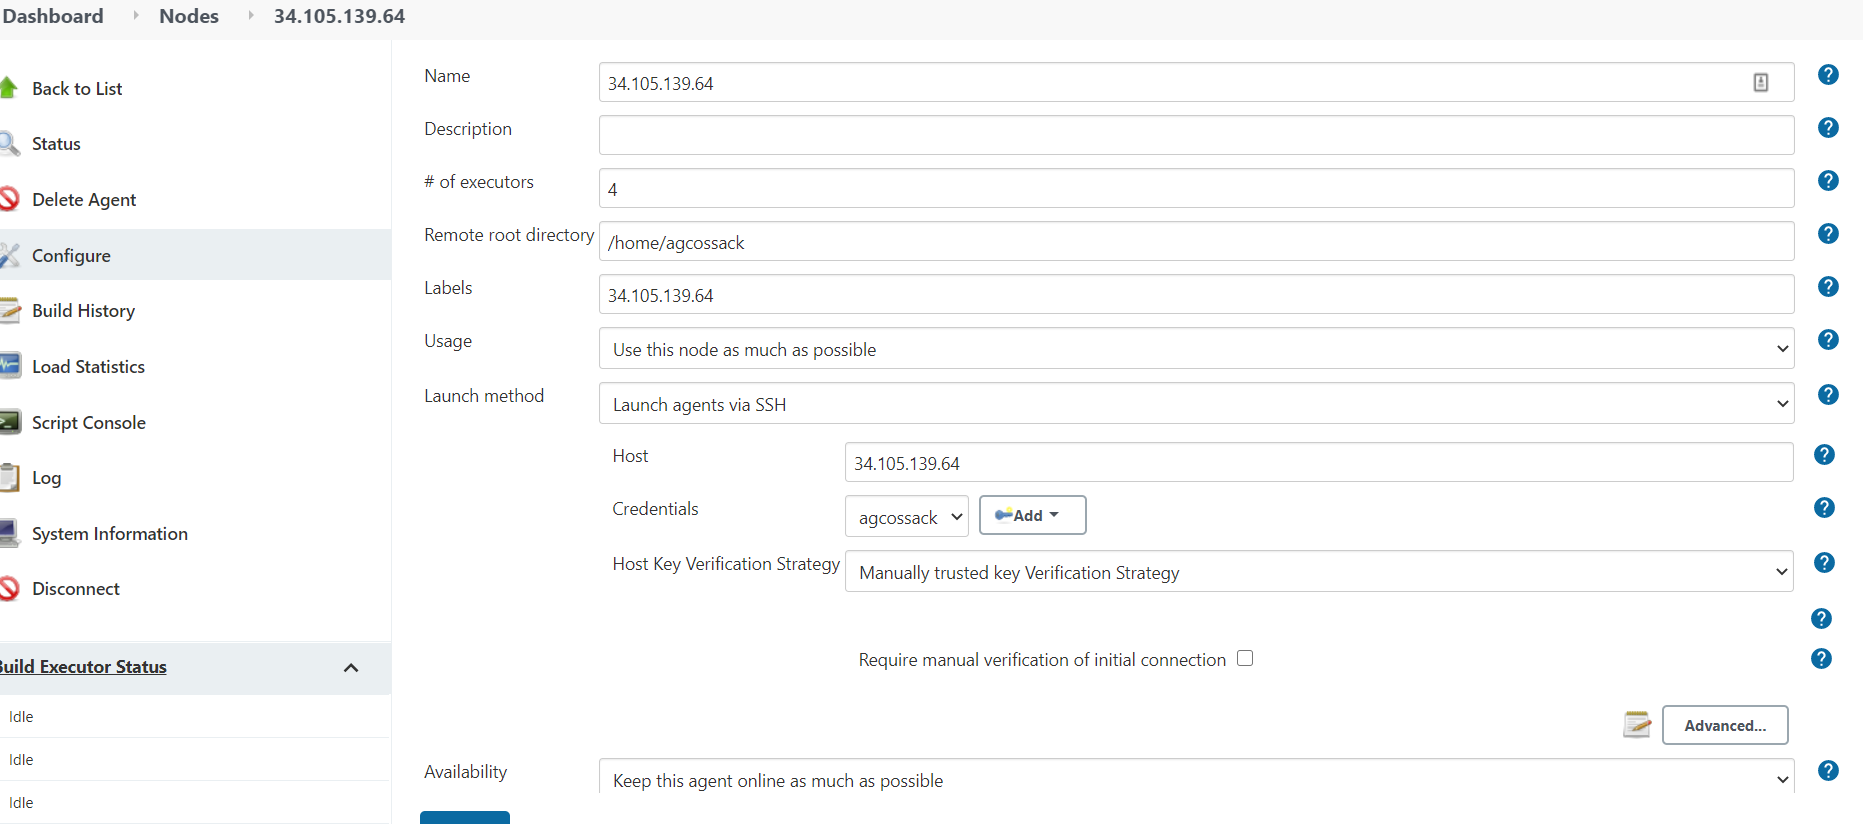 Dashboard Nodes 34.105.139.64
Back to List
Status
Delete Agent
Configure
Build History
Load Statistics
Script Console
Log
System Information
Disconnect
Build Executor Status
Idle
Idle
Idle
Name 34.105.139.64
Description
# of executors 4
Remote root directory /home/agcossack
Labels 34.105.139.64
Usage Use this node as much as possible
Launch method Launch agents via SSH
Host 34.105.139.64
Credentials agcossack Add
Host Key Verification Strategy Manually trusted key Verification Strategy
Require manual verification of initial connection
Advanced...
Availability Keep this agent online as much as possible